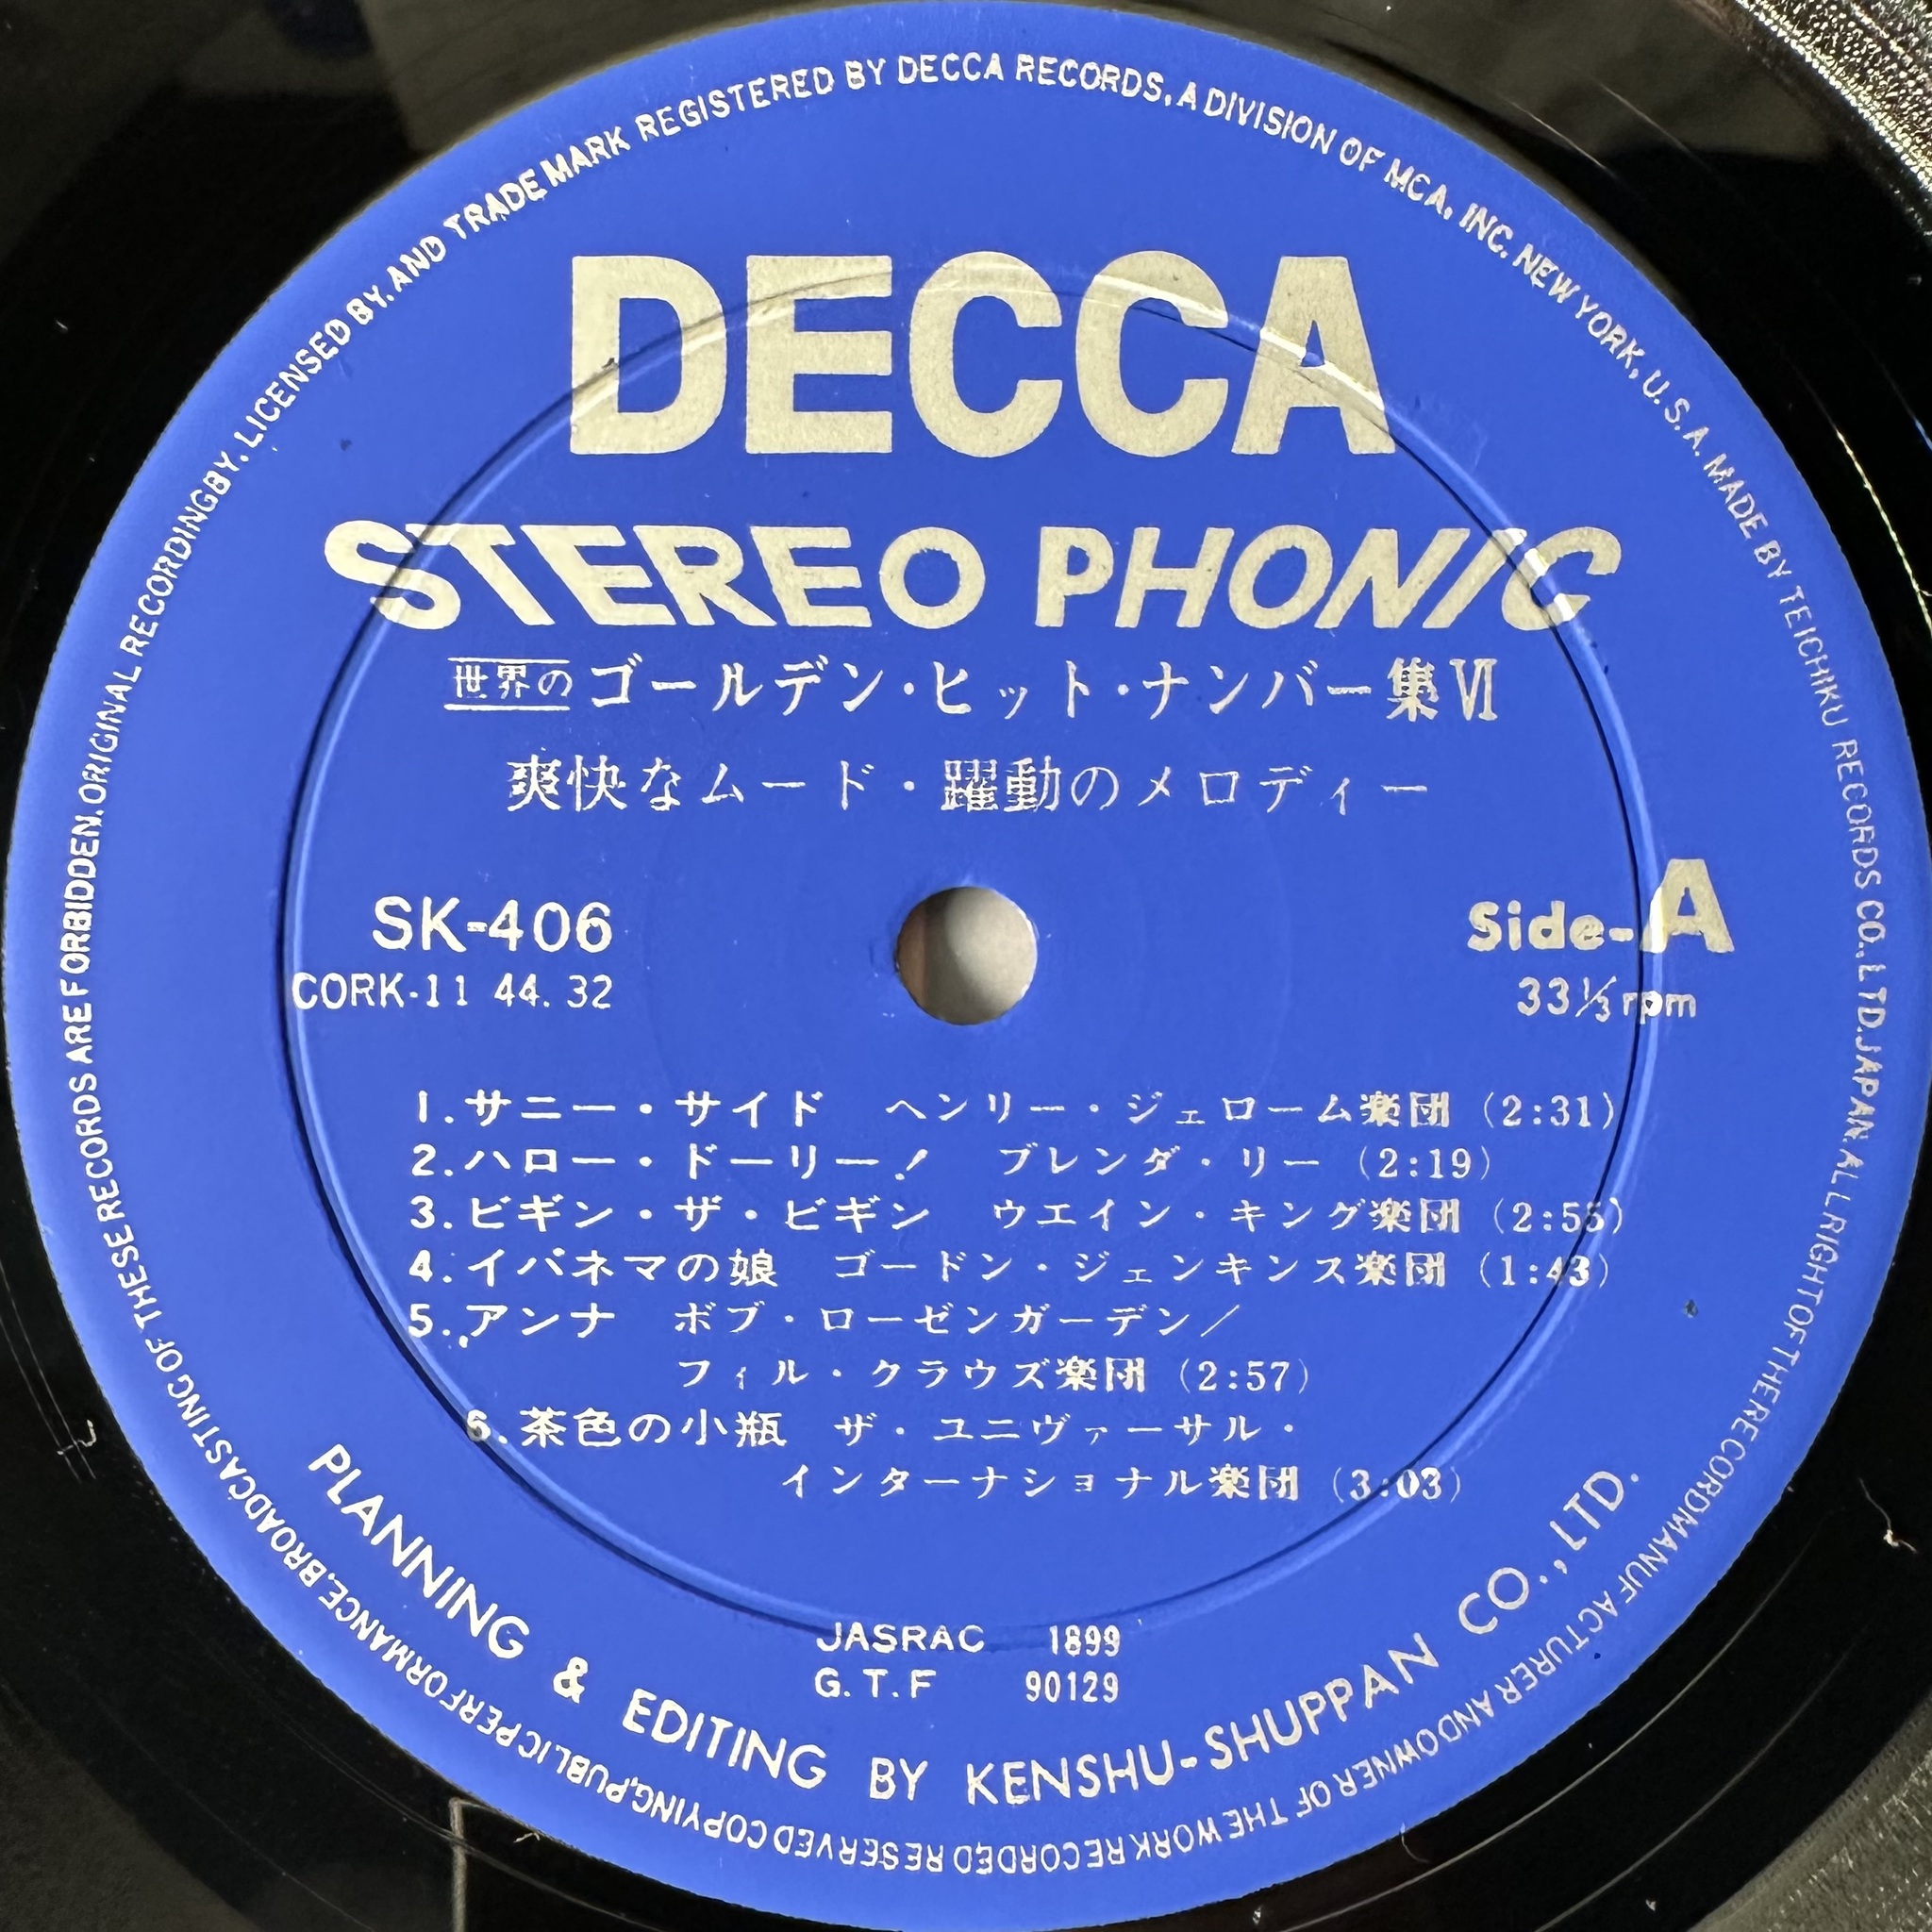 DECCA
STEREO PHONIC
世界の ゴールデン・ヒット・ナンバー集 VI
爽快なムード・躍動のメロディー
SK-406
CORK-11 44. 32
Side-A
33⅓ rpm
1. サニー・サイド ヘンリー・ジェローム楽団 (2:31)
2. ハロー・ドーリー! ブレンダ・リー (2:19)
3. ビギン・ザ・ビギン ウエイン・キング楽団 (2:55)
4. イパネマの娘 ゴードン・ジェンキンス楽団 (1:43)
5. アンナ ボブ・ローゼンガーデン/
フィル・クラウズ楽団 (2:57)
6. 茶色の小瓶 ザ・ユニヴァーサル・
インターナショナル楽団 (3:03)
JASRAC 1899
G.T.F 90129
PLANNING & EDITING BY KENSHU-SHUPPAN CO., LTD.
ORIGINAL RECORDING BY, LICENSED BY, AND TRADE MARK REGISTERED BY DECCA RECORDS, A DIVISION OF MCA, INC. NEW YORK, U.S.A. MADE BY TEICHIKU RECORDS CO., LTD. JAPAN. ALL RIGHT OF THE RECORD MANUFACTURER AND OWNER OF THE WORK RECORDED RESERVED COPYING, PUBLIC PERFORMANCE, BROADCASTING OF THESE RECORDS ARE FORBIDDEN.